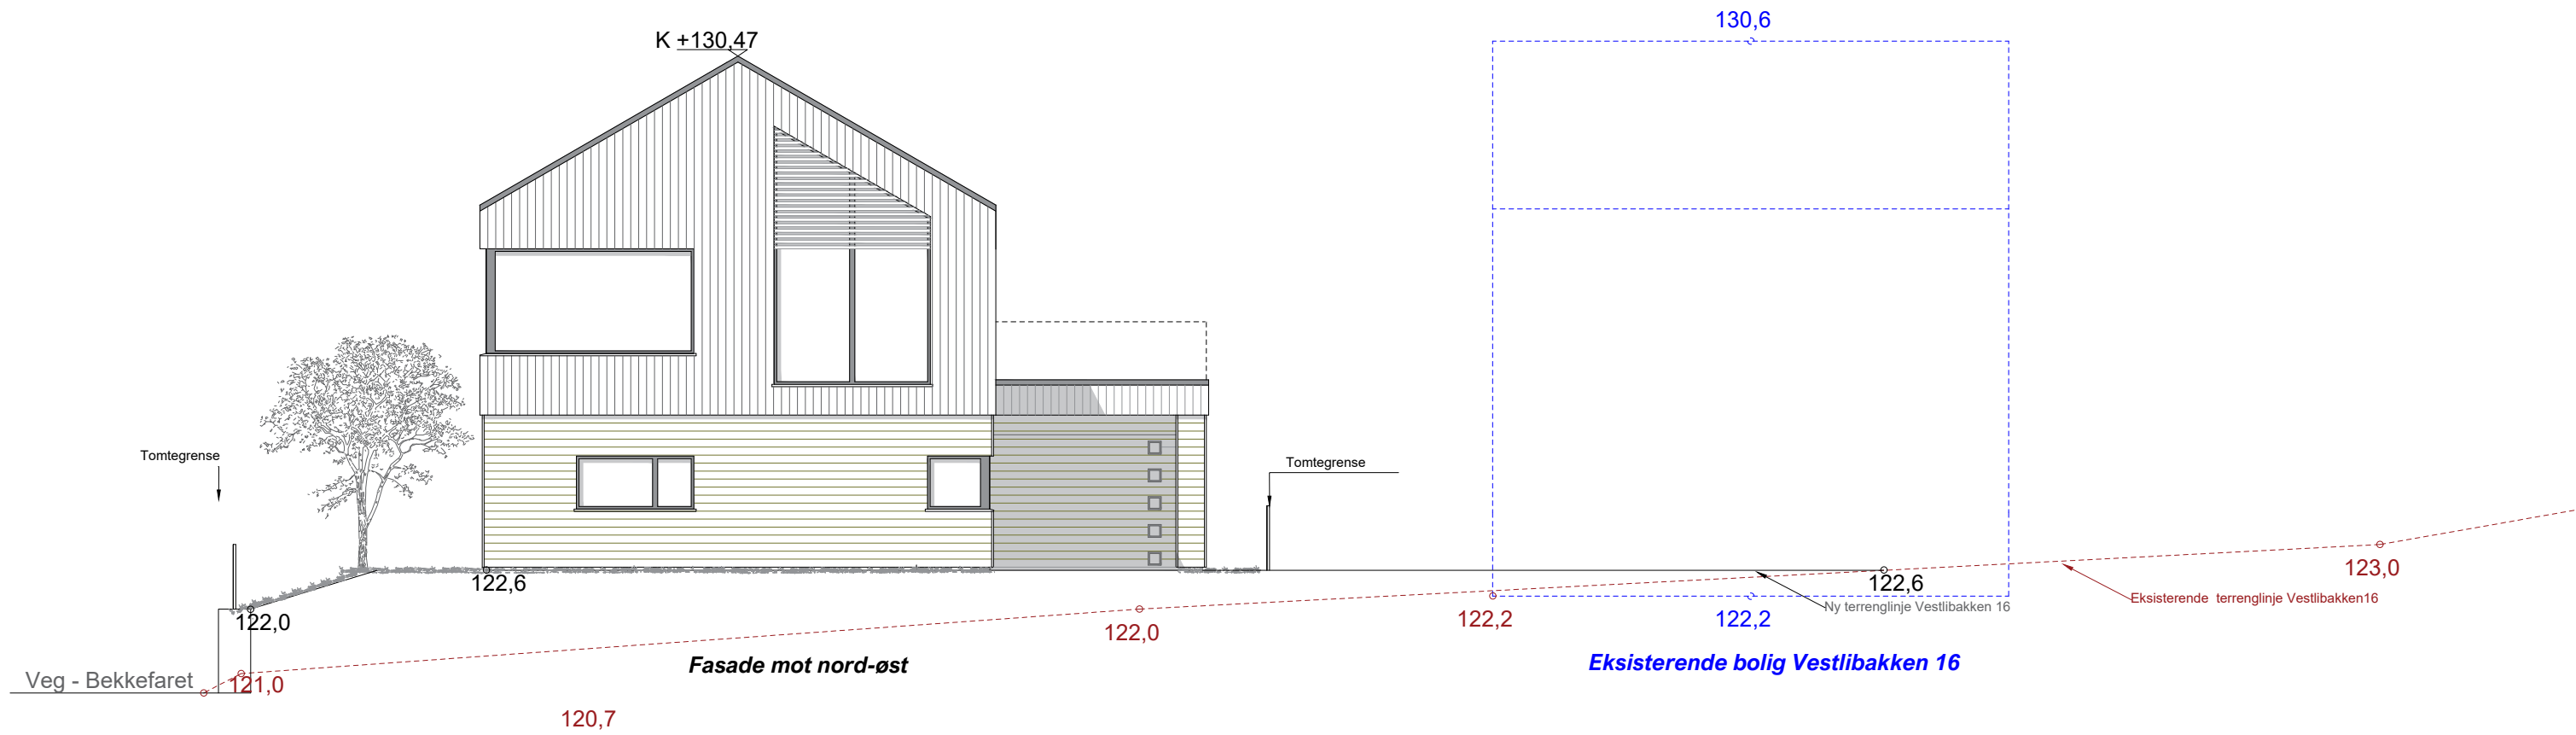 130,6
K +130,47
Tomtegrense
Tomtegrense
122,6
122,6
123,0
122,0
122,0
122,2
122,2
Ny terrenglinje Vestlibakken 16
Eksisterende terrenglinje Vestlibakken16
Fasade mot nord-øst
Eksisterende bolig Vestlibakken 16
Veg - Bekkefaret
121,0
120,7